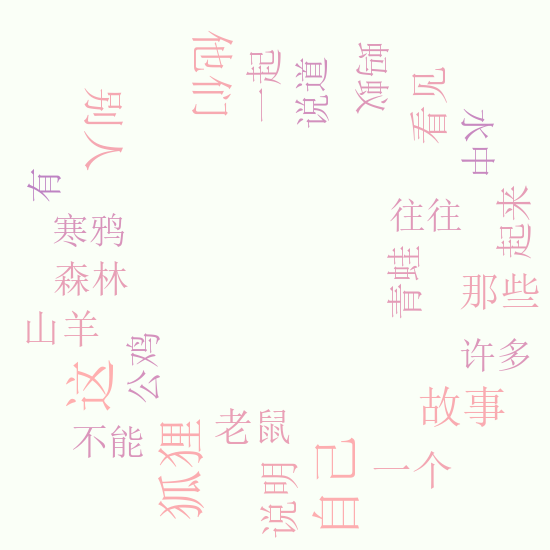 他们
一起
说道
蚂蚁
看见
别人
水中
有
起来
寒鸦
往往
森林
青蛙
那些
山羊
公鸡
许多
这
故事
不能
狐狸
老鼠
说明
自己
一个